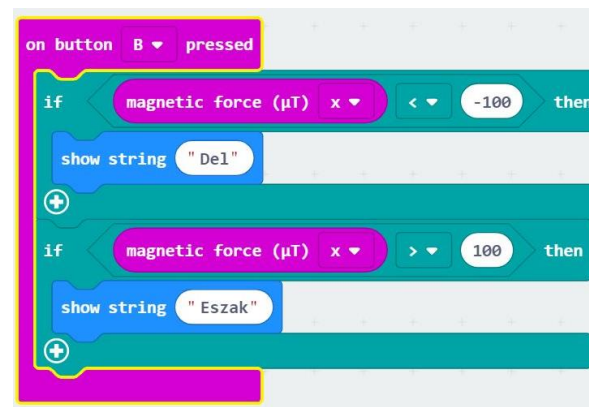 on button B pressed
if magnetic force (µT) x < -100 then
show string "Del"
if magnetic force (µT) x > 100 then
show string "Eszak"